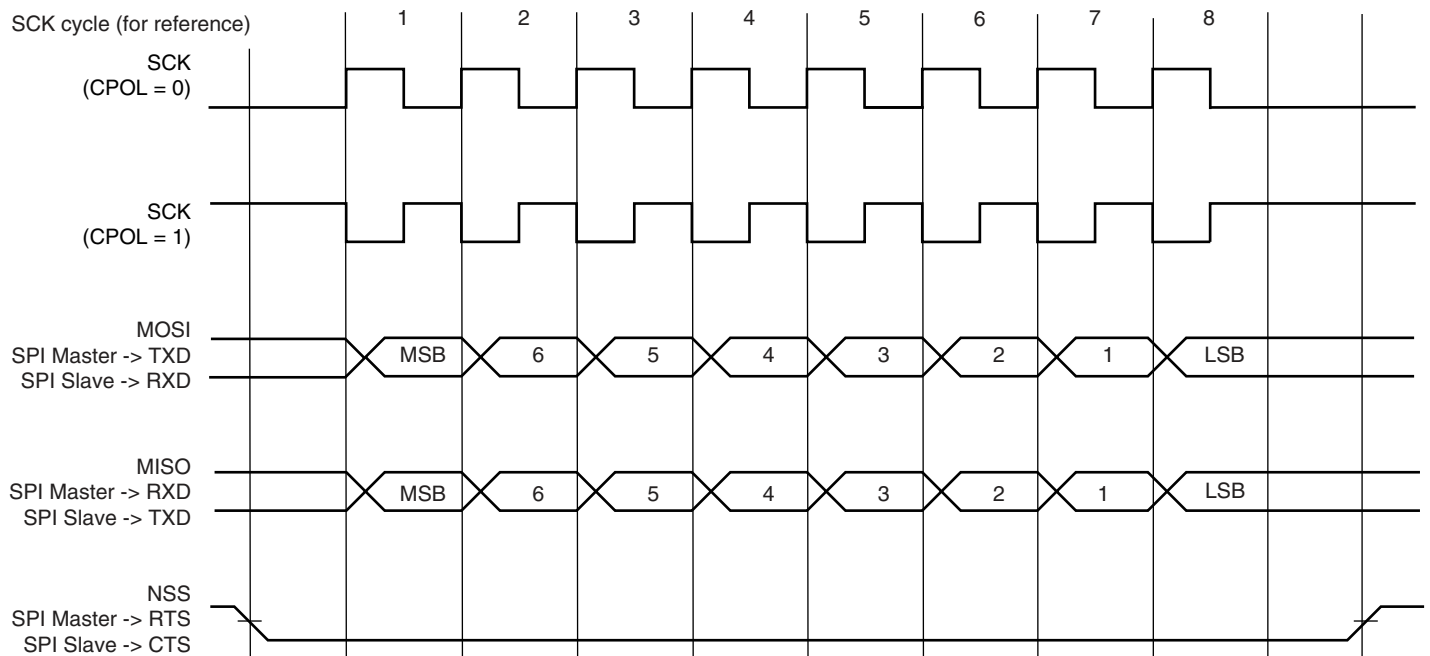 SCK cycle (for reference)
1 2 3 4 5 6 7 8
SCK
(CPOL = 0)
SCK
(CPOL = 1)
MOSI
SPI Master -> TXD
SPI Slave -> RXD
MSB 6 5 4 3 2 1 LSB
MISO
SPI Master -> RXD
SPI Slave -> TXD
MSB 6 5 4 3 2 1 LSB
NSS
SPI Master -> RTS
SPI Slave -> CTS